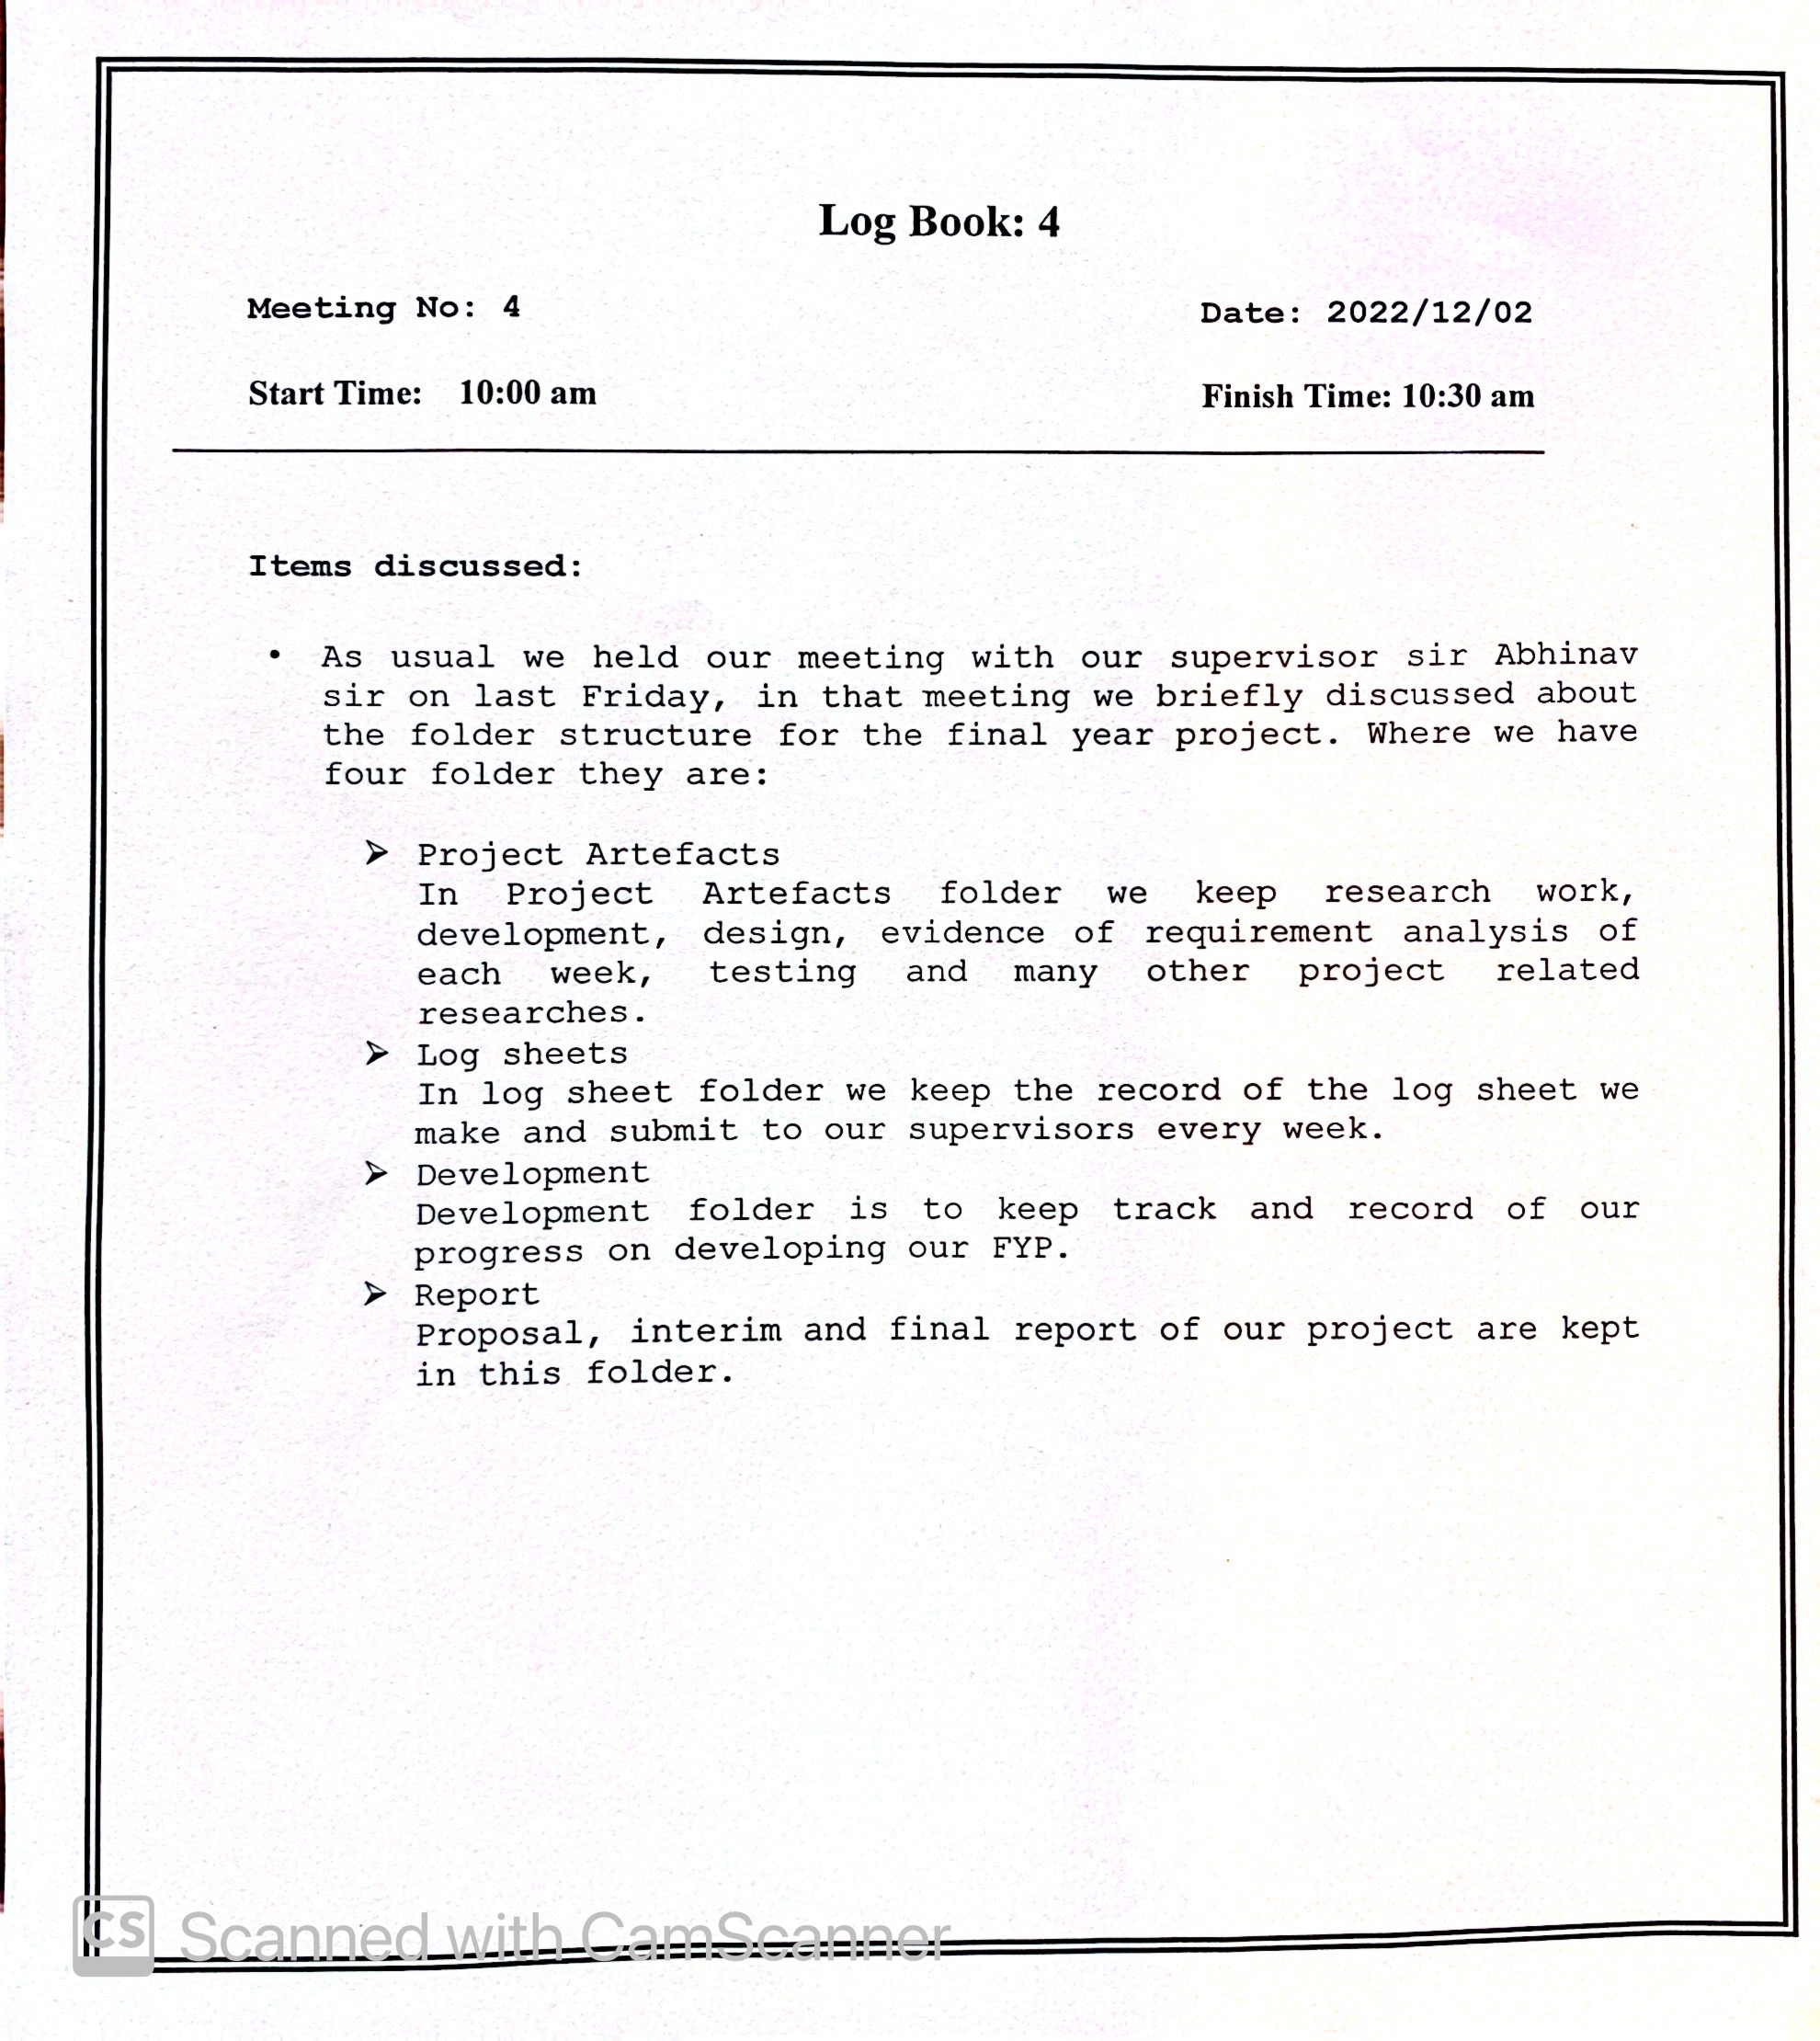 Log Book: 4
Meeting No: 4 Date: 2022/12/02
Start Time: 10:00 am Finish Time: 10:30 am
Items discussed:
• As usual we held our meeting with our supervisor sir Abhinav
sir on last Friday, in that meeting we briefly discussed about
the folder structure for the final year project. Where we have
four folder they are:
➢ Project Artefacts
In Project Artefacts folder we keep research work,
development, design, evidence of requirement analysis of
each week, testing and many other project related
researches.
➢ Log sheets
In log sheet folder we keep the record of the log sheet we
make and submit to our supervisors every week.
➢ Development
Development folder is to keep track and record of our
progress on developing our FYP.
➢ Report
Proposal, interim and final report of our project are kept
in this folder.
CS Scanned with CamScanner